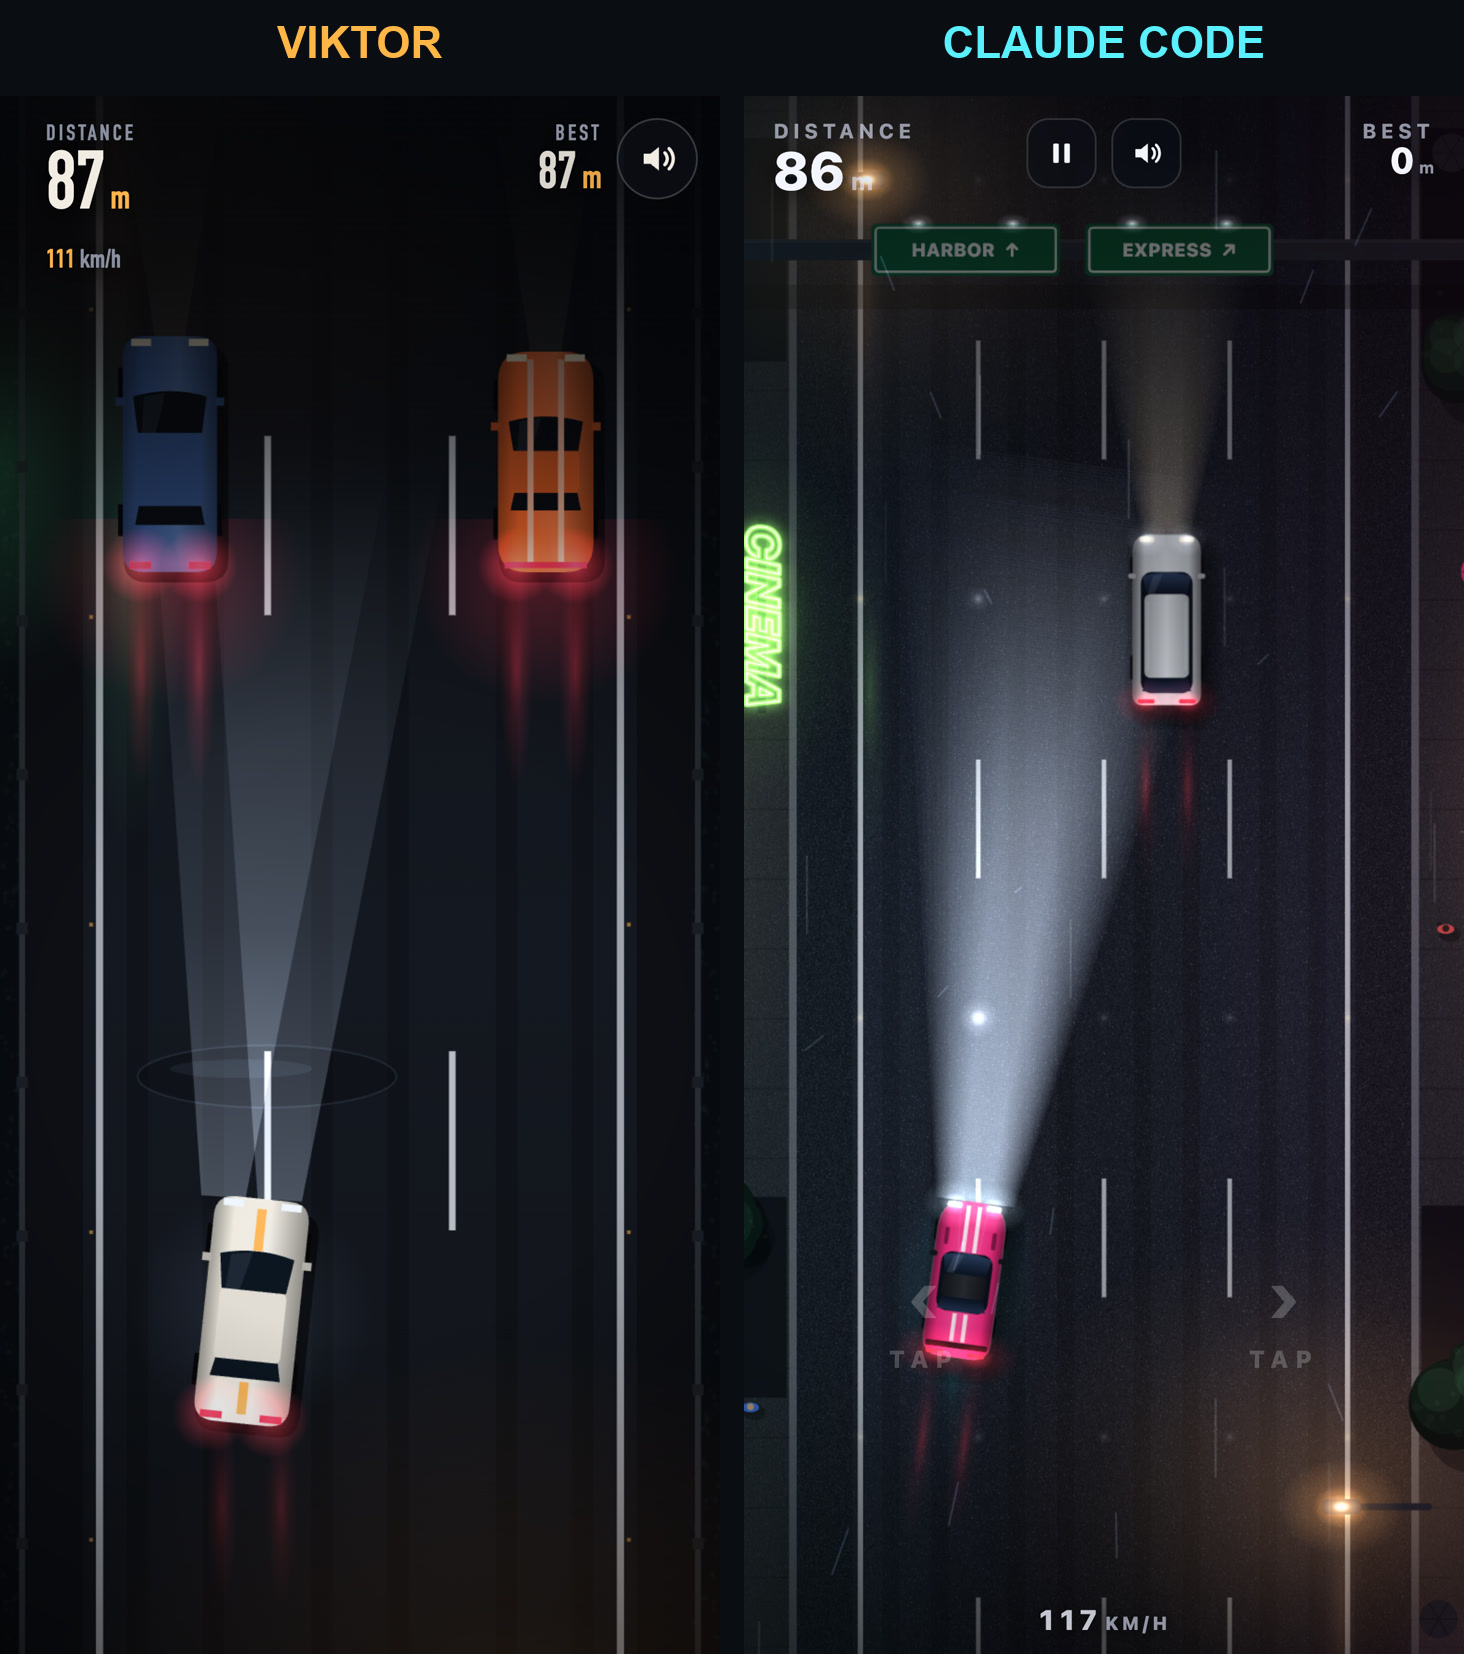 VIKTOR
DISTANCE
87 m
111 km/h
BEST
87 m
CLAUDE CODE
DISTANCE
86 m
BEST
0 m
HARBOR ↑
EXPRESS ↗
CINEMA
TAP
TAP
117 KM/H